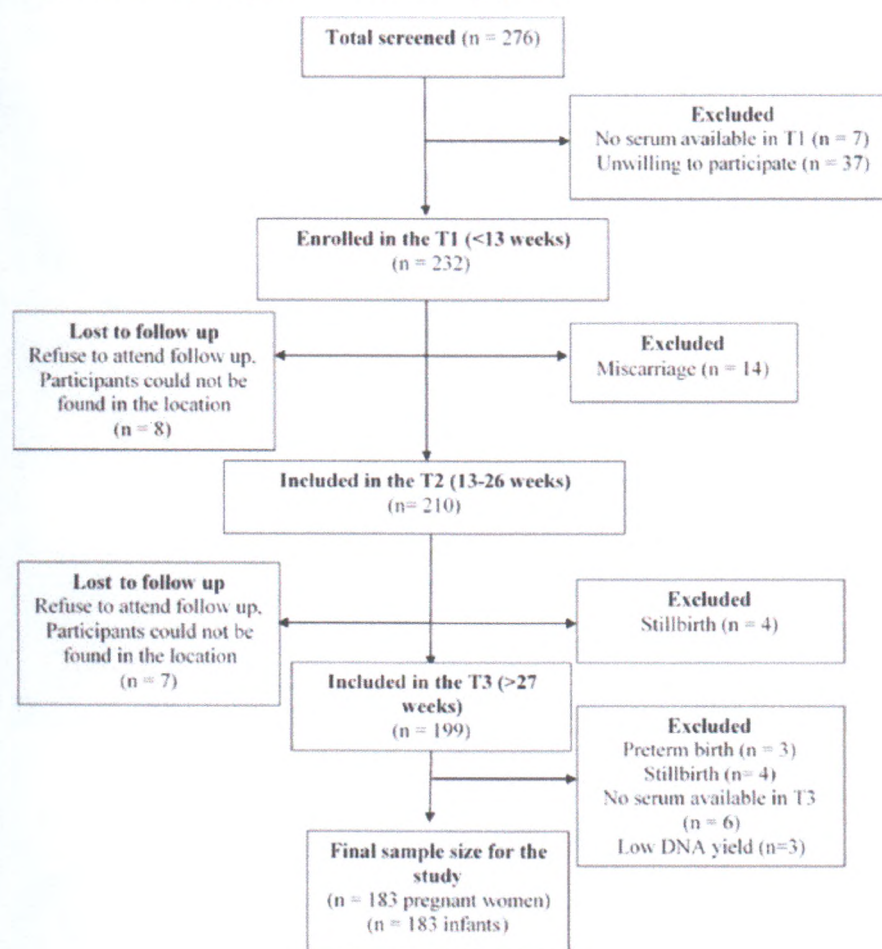 Total screened (n = 276)
Excluded
No serum available in T1 (n = 7)
Unwilling to participate (n = 37)
Enrolled in the T1 (<13 weeks)
(n = 232)
Lost to follow up
Refuse to attend follow up.
Participants could not be
found in the location
(n = 8)
Excluded
Miscarriage (n = 14)
Included in the T2 (13-26 weeks)
(n= 210)
Lost to follow up
Refuse to attend follow up.
Participants could not be
found in the location
(n = 7)
Excluded
Stillbirth (n = 4)
Included in the T3 (>27
weeks)
(n = 199)
Excluded
Preterm birth (n = 3)
Stillbirth (n= 4)
No serum available in T3
(n = 6)
Low DNA yield (n=3)
Final sample size for the
study
(n = 183 pregnant women)
(n = 183 infants)